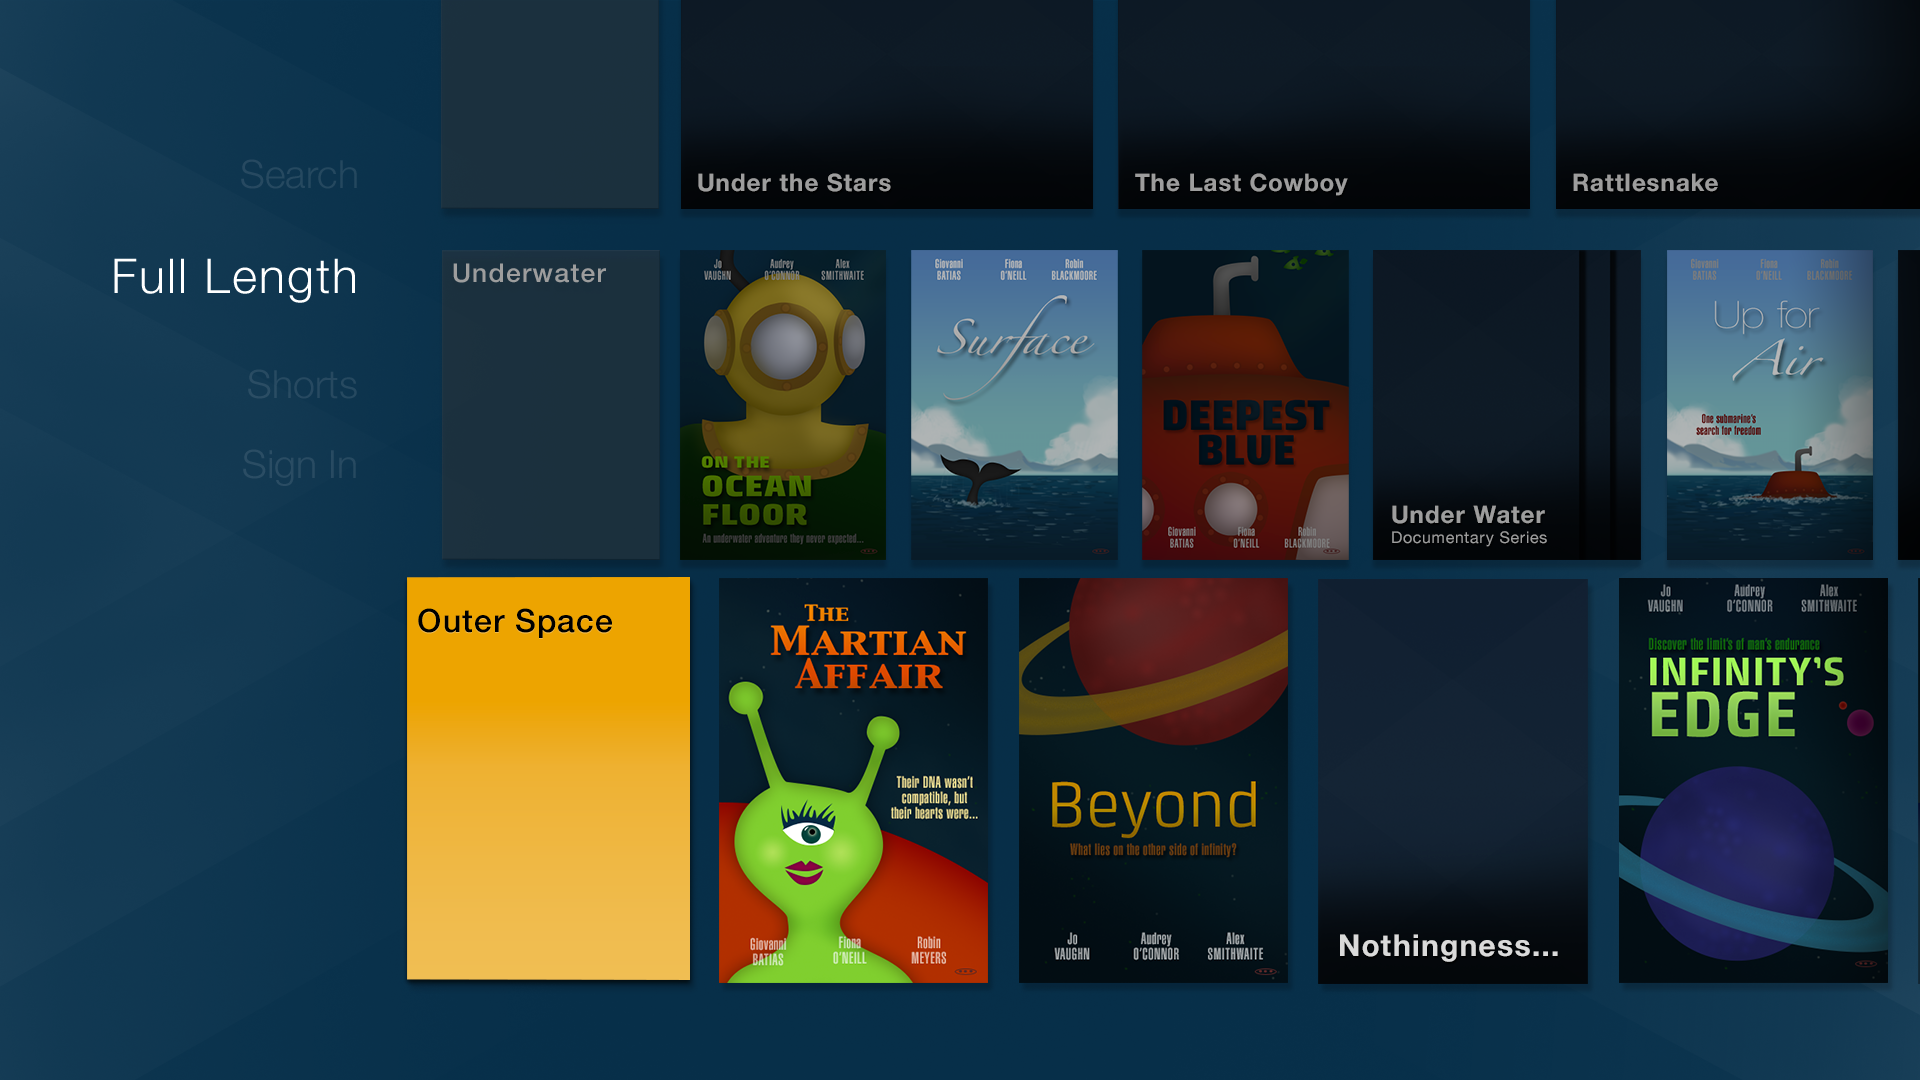 Search
Full Length
Shorts
Sign In
Under the Stars
The Last Cowboy
Rattlesnake
Underwater
Jo VAUGHN
Audrey O'CONNOR
Alex SMITHWAITE
ON THE
OCEAN
FLOOR
An underwater adventure they never expected...
Giovanni BATIAS
Fiona O'NEILL
Robin BLACKMOORE
Surface
DEEPEST
BLUE
Giovanni BATIAS
Fiona O'NEILL
Robin BLACKMOORE
Under Water
Documentary Series
Giovanni BATIAS
Fiona O'NEILL
Robin BLACKMOORE
Up for
Air
One submarine's
search for freedom
Outer Space
THE
MARTIAN
AFFAIR
Their DNA wasn't
compatible, but
their hearts were...
Giovanni BATIAS
Fiona O'NEILL
Robin MEYERS
Beyond
What lies on the other side of infinity?
Jo VAUGHN
Audrey O'CONNOR
Alex SMITHWAITE
Nothingness...
Jo VAUGHN
Audrey O'CONNOR
Alex SMITHWAITE
Discover the limit's of man's endurance
INFINITY'S
EDGE